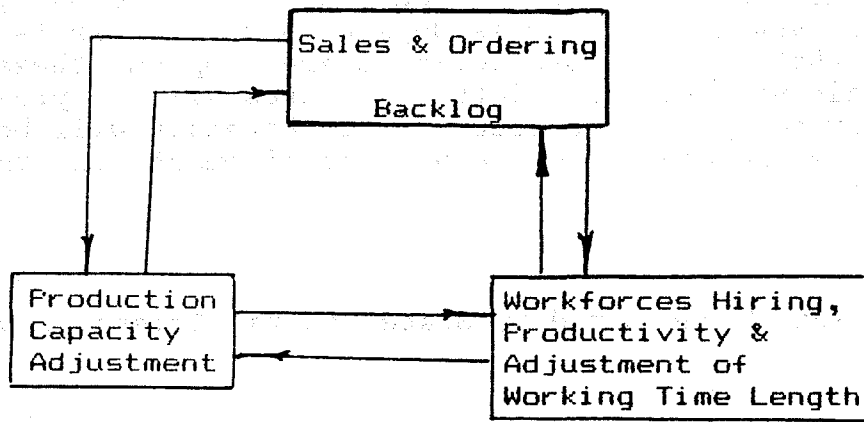 Sales & Ordering
Backlog
Production
Capacity
Adjustment
Workforces Hiring,
Productivity &
Adjustment of
Working Time Length